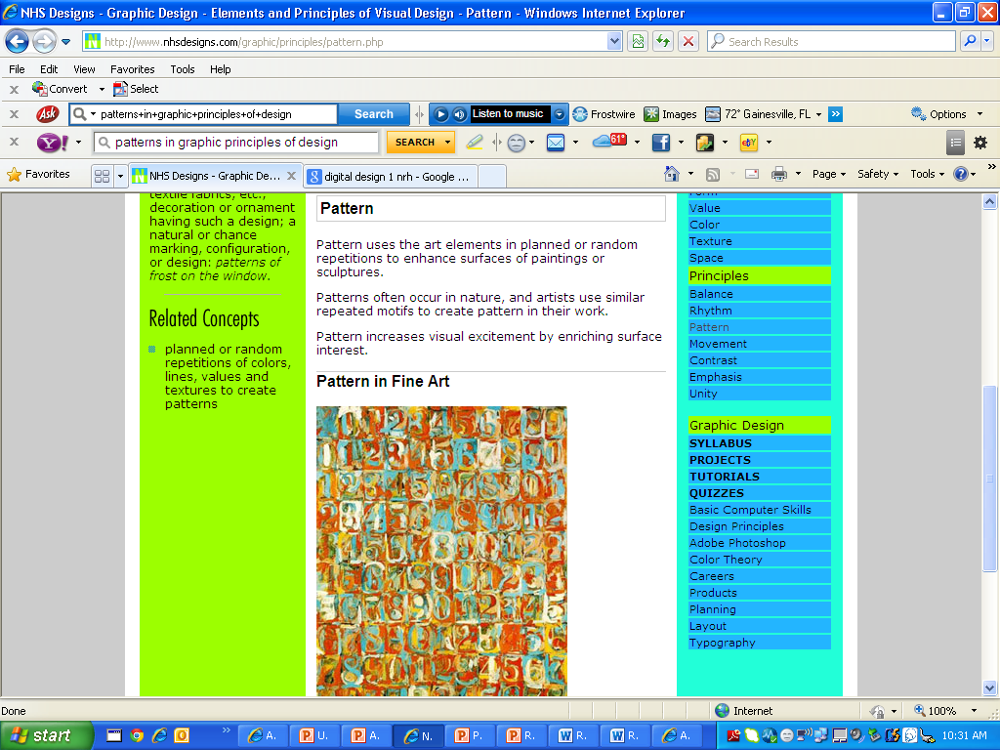 NHS Designs - Graphic Design - Elements and Principles of Visual Design - Pattern - Windows Internet Explorer
http://www.nhsdesigns.com/graphic/principles/pattern.php
Search Results
File Edit View Favorites Tools Help
x Convert Select
x Ask patterns+in+graphic+principles+of+design Search Listen to music Frostwire Images 72° Gainesville, FL » Options
x Y! patterns in graphic principles of design SEARCH 61° f ebY
Favorites NHS Designs - Graphic De... x digital design 1 nrh - Google ... Page Safety Tools »
textile fabrics, etc.,
decoration or ornament
having such a design; a
natural or chance
marking, configuration,
or design: patterns of
frost on the window.
Related Concepts
planned or random
repetitions of colors,
lines, values and
textures to create
patterns
Pattern
Pattern uses the art elements in planned or random
repetitions to enhance surfaces of paintings or
sculptures.
Patterns often occur in nature, and artists use similar
repeated motifs to create pattern in their work.
Pattern increases visual excitement by enriching surface
interest.
Pattern in Fine Art
Form
Value
Color
Texture
Space
Principles
Balance
Rhythm
Pattern
Movement
Contrast
Emphasis
Unity
Graphic Design
SYLLABUS
PROJECTS
TUTORIALS
QUIZZES
Basic Computer Skills
Design Principles
Adobe Photoshop
Color Theory
Careers
Products
Planning
Layout
Typography
Done Internet 100%
start » A. U. A. N. P. R. R. R. A. 10:31 AM